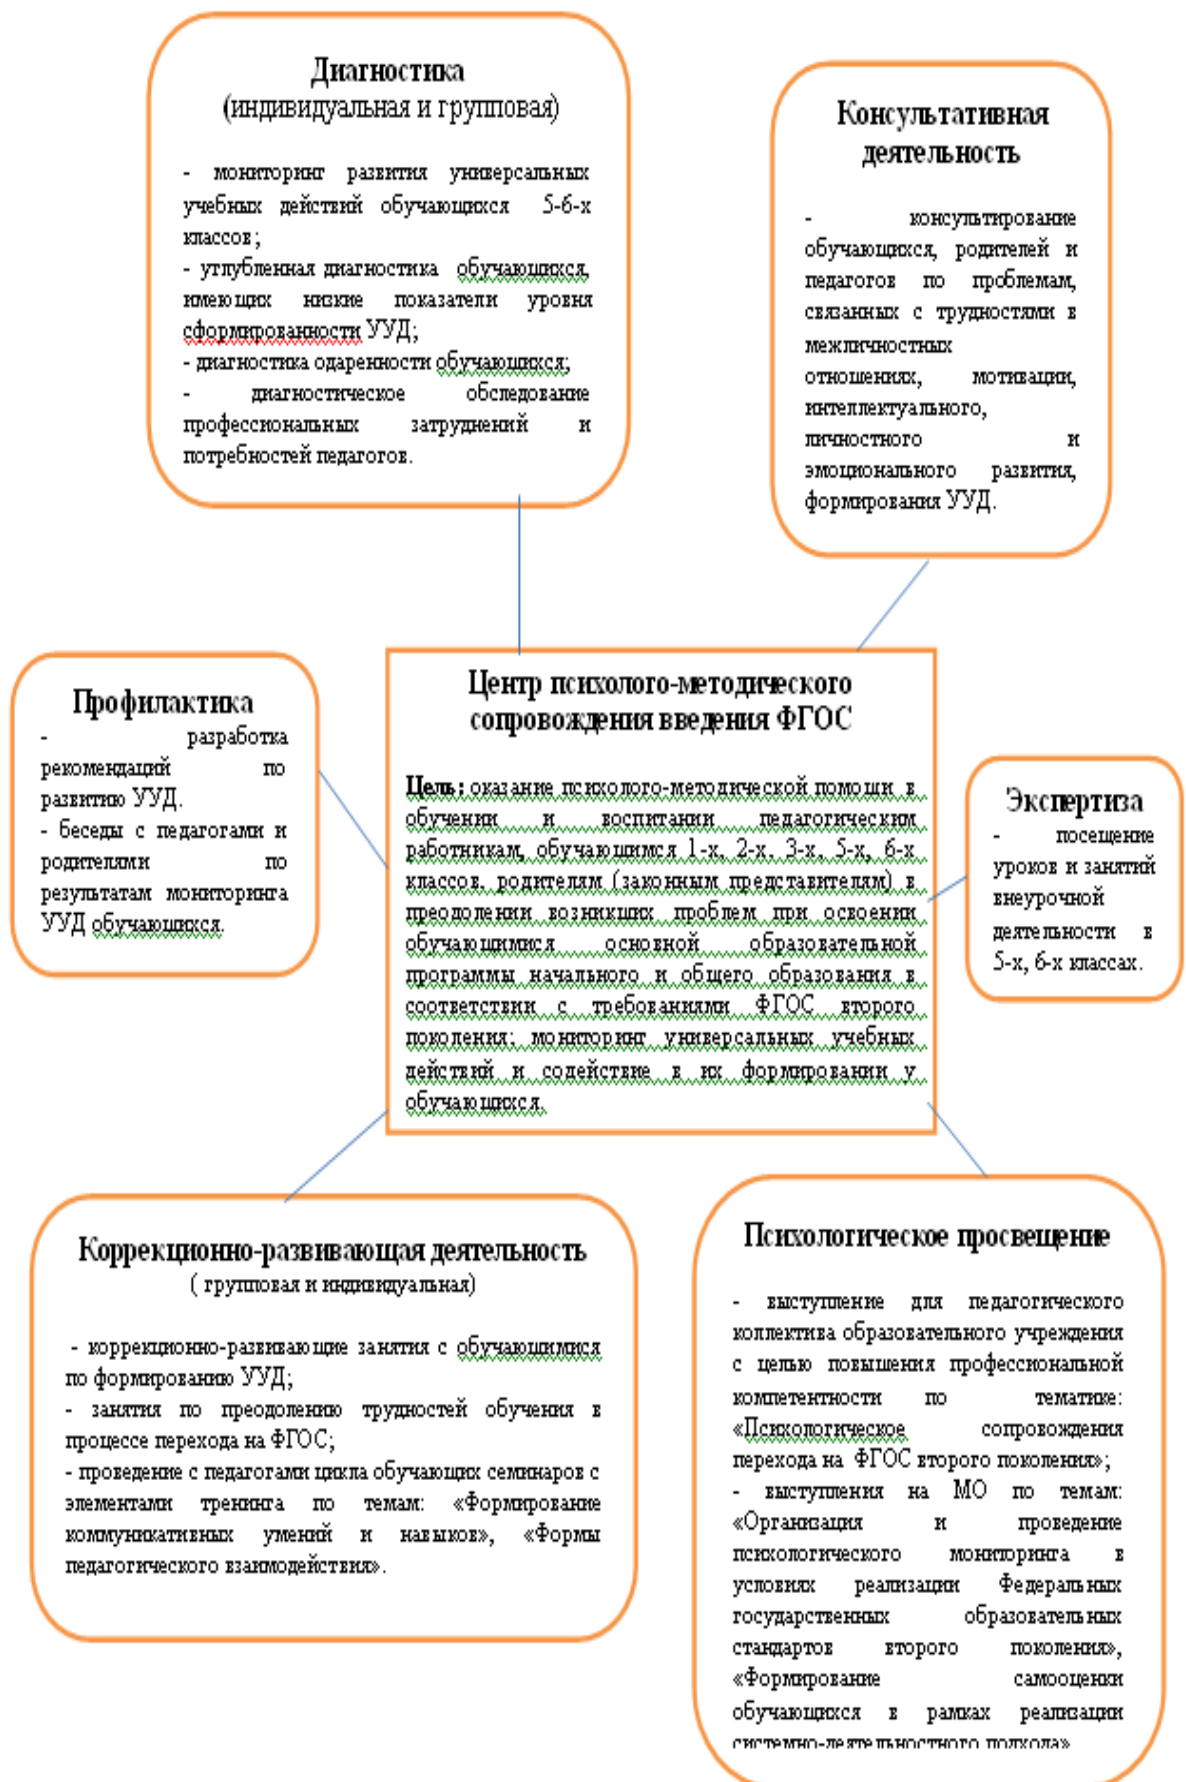 Диагностика
(индивидуальная и групповая)
- мониторинг развития универсальных
учебных действий обучающихся 5-6-х
классов;
- углубленная диагностика обучающихся,
имеющих низкие показатели уровня
сформированности УУД;
- диагностика одаренности обучающихся;
- диагностическое обследование
профессиональных затруднений и
потребностей педагогов.
Консультативная
деятельность
- консультирование
обучающихся, родителей и
педагогов по проблемам,
связанных с трудностями в
межличностных
отношениях, мотивации,
интеллектуального,
личностного и
эмоционального развития,
формирования УУД.
Профилактика
- разработка
рекомендаций по
развитию УУД.
- беседы с педагогами и
родителями по
результатам мониторинга
УУД обучающихся.
Центр психолого-методического
сопровождения введения ФГОС
Цель: оказание психолого-методической помощи в
обучении и воспитании педагогическим
работникам, обучающимся 1-х, 2-х, 3-х, 5-х, 6-х
классов, родителям (законным представителям) в
преодолении возникших проблем при освоении
обучающимися основной образовательной
программы начального и общего образования в
соответствии с требованиями ФГОС второго
поколения; мониторинг универсальных учебных
действий и содействие в их формировании у
обучающихся.
Экспертиза
- посещение
уроков и занятий
внеурочной
деятельности в
5-х, 6-х классах.
Коррекционно-развивающая деятельность
( групповая и индивидуальная)
- коррекционно-развивающие занятия с обучающимися
по формированию УУД;
- занятия по преодолению трудностей обучения в
процессе перехода на ФГОС;
- проведение с педагогами цикла обучающих семинаров с
элементами тренинга по темам: «Формирование
коммуникативных умений и навыков», «Формы
педагогического взаимодействия».
Психологическое просвещение
- выступление для педагогического
коллектива образовательного учреждения
с целью повышения профессиональной
компетентности по тематике:
«Психологическое сопровождения
перехода на ФГОС второго поколения»;
- выступления на МО по темам:
«Организация и проведение
психологического мониторинга в
условиях реализации Федеральных
государственных образовательных
стандартов второго поколения»,
«Формирование самооценки
обучающихся в рамках реализации
системно-деятельностного подхода»